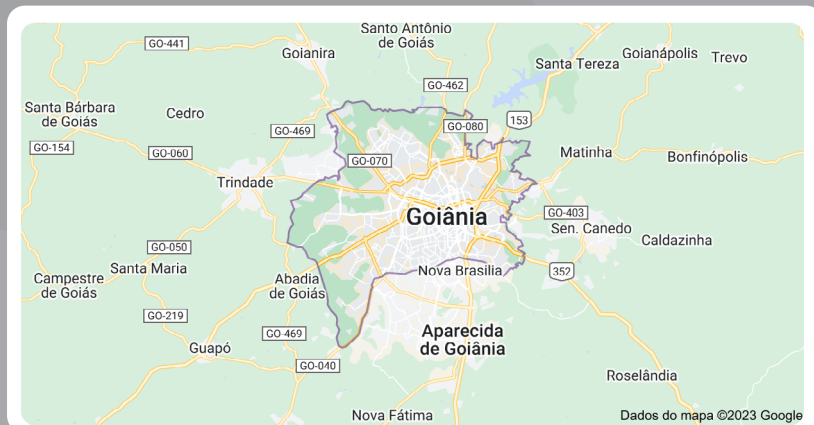 Santo Antônio
de Goiás
GO-441
Goianira
Goianápolis
Trevo
Santa Tereza
GO-462
Santa Bárbara
de Goiás
Cedro
153
GO-080
GO-469
GO-154
GO-060
GO-070
Matinha
Bonfinópolis
Trindade
Goiânia
GO-403
Sen. Canedo
Caldazinha
GO-050
Santa Maria
Nova Brasilia
352
Campestre
de Goiás
Abadia
de Goiás
GO-219
GO-469
Aparecida
de Goiânia
Guapó
GO-040
Roselândia
Nova Fátima
Dados do mapa ©2023 Google